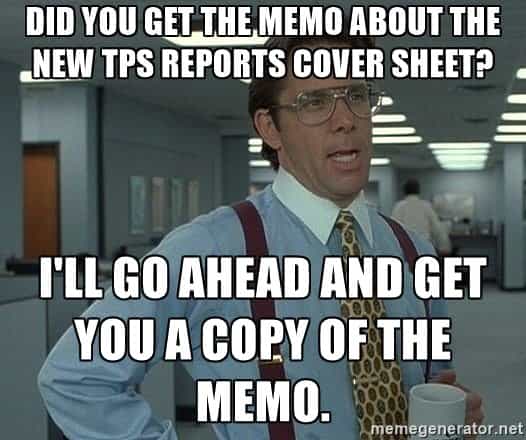 DID YOU GET THE MEMO ABOUT THE
NEW TPS REPORTS COVER SHEET?
I'LL GO AHEAD AND GET
YOU A COPY OF THE
MEMO.
memegenerator.net